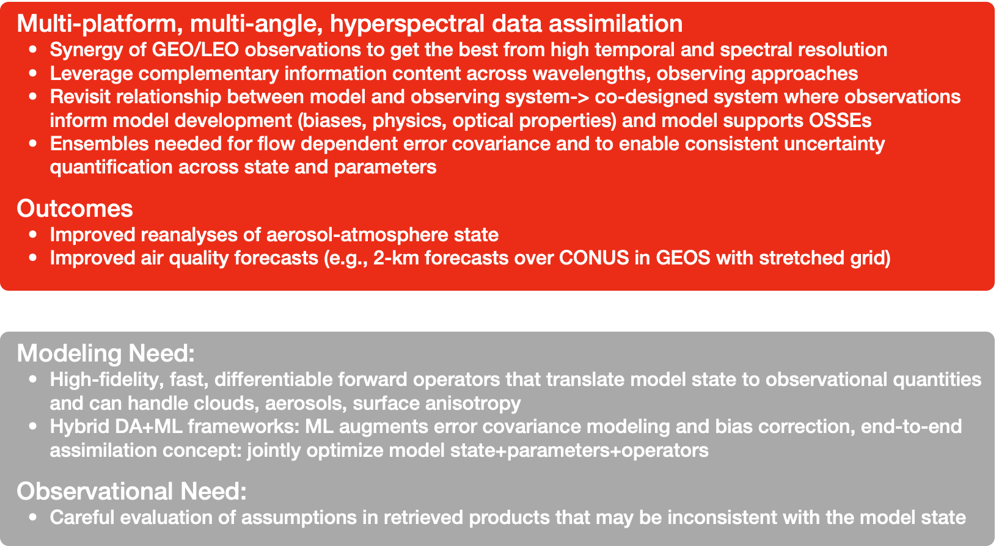 Multi-platform, multi-angle, hyperspectral data assimilation
• Synergy of GEO/LEO observations to get the best from high temporal and spectral resolution
• Leverage complementary information content across wavelengths, observing approaches
• Revisit relationship between model and observing system-> co-designed system where observations
inform model development (biases, physics, optical properties) and model supports OSSEs
• Ensembles needed for flow dependent error covariance and to enable consistent uncertainty
quantification across state and parameters
Outcomes
• Improved reanalyses of aerosol-atmosphere state
• Improved air quality forecasts (e.g., 2-km forecasts over CONUS in GEOS with stretched grid)
Modeling Need:
• High-fidelity, fast, differentiable forward operators that translate model state to observational quantities
and can handle clouds, aerosols, surface anisotropy
• Hybrid DA+ML frameworks: ML augments error covariance modeling and bias correction, end-to-end
assimilation concept: jointly optimize model state+parameters+operators
Observational Need:
• Careful evaluation of assumptions in retrieved products that may be inconsistent with the model state